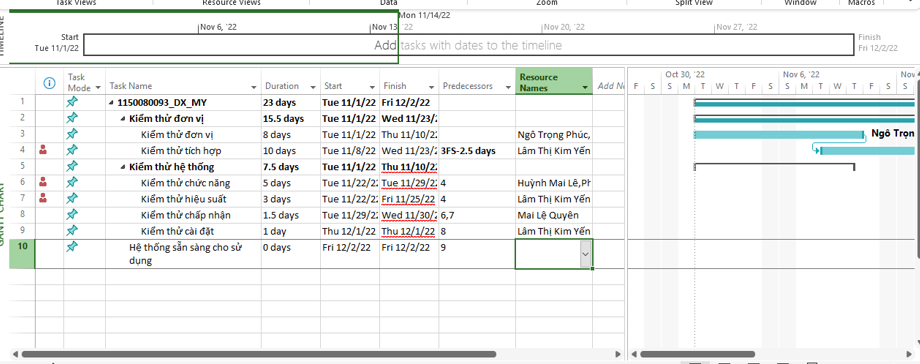 Task Views Resource Views Data Zoom Split View Window Macros
Mon 11/14/22
Nov 6, '22 Nov 13, '22 Nov 20, '22 Nov 27, '22
TIMELINE
Start
Tue 11/1/22
Add tasks with dates to the timeline
Finish
Fri 12/2/22
Task Mode Task Name Duration Start Finish Predecessors Resource Names Add Ne
Oct 30, '22 Nov 6, '22 Nov
F S S M T W T F S S M T W T F S S M
1 1150080093_DX_MY 23 days Tue 11/1/22 Fri 12/2/22
2 Kiểm thử đơn vị 15.5 days Tue 11/1/22 Wed 11/23/
3 Kiểm thử đơn vị 8 days Tue 11/1/22 Thu 11/10/2 Ngô Trọng Phúc,
Ngô Trọn
4 Kiểm thử tích hợp 10 days Tue 11/8/22 Wed 11/23/ 3FS-2.5 days Lâm Thị Kim Yến
5 Kiểm thử hệ thống 7.5 days Tue 11/1/22 Thu 11/10/2
6 Kiểm thử chức năng 5 days Tue 11/22/2 Tue 11/29/2 4 Huỳnh Mai Lê,Ph
7 Kiểm thử hiệu suất 3 days Tue 11/22/2 Fri 11/25/22 4 Lâm Thị Kim Yến
8 Kiểm thử chấp nhận 1.5 days Tue 11/29/2 Wed 11/30/2 6,7 Mai Lệ Quyên
9 Kiểm thử cài đặt 1 day Thu 12/1/22 Thu 12/1/22 8 Lâm Thị Kim Yến
10 Hệ thống sẵn sàng cho sử dụng 0 days Fri 12/2/22 Fri 12/2/22 9
GANTT CHART